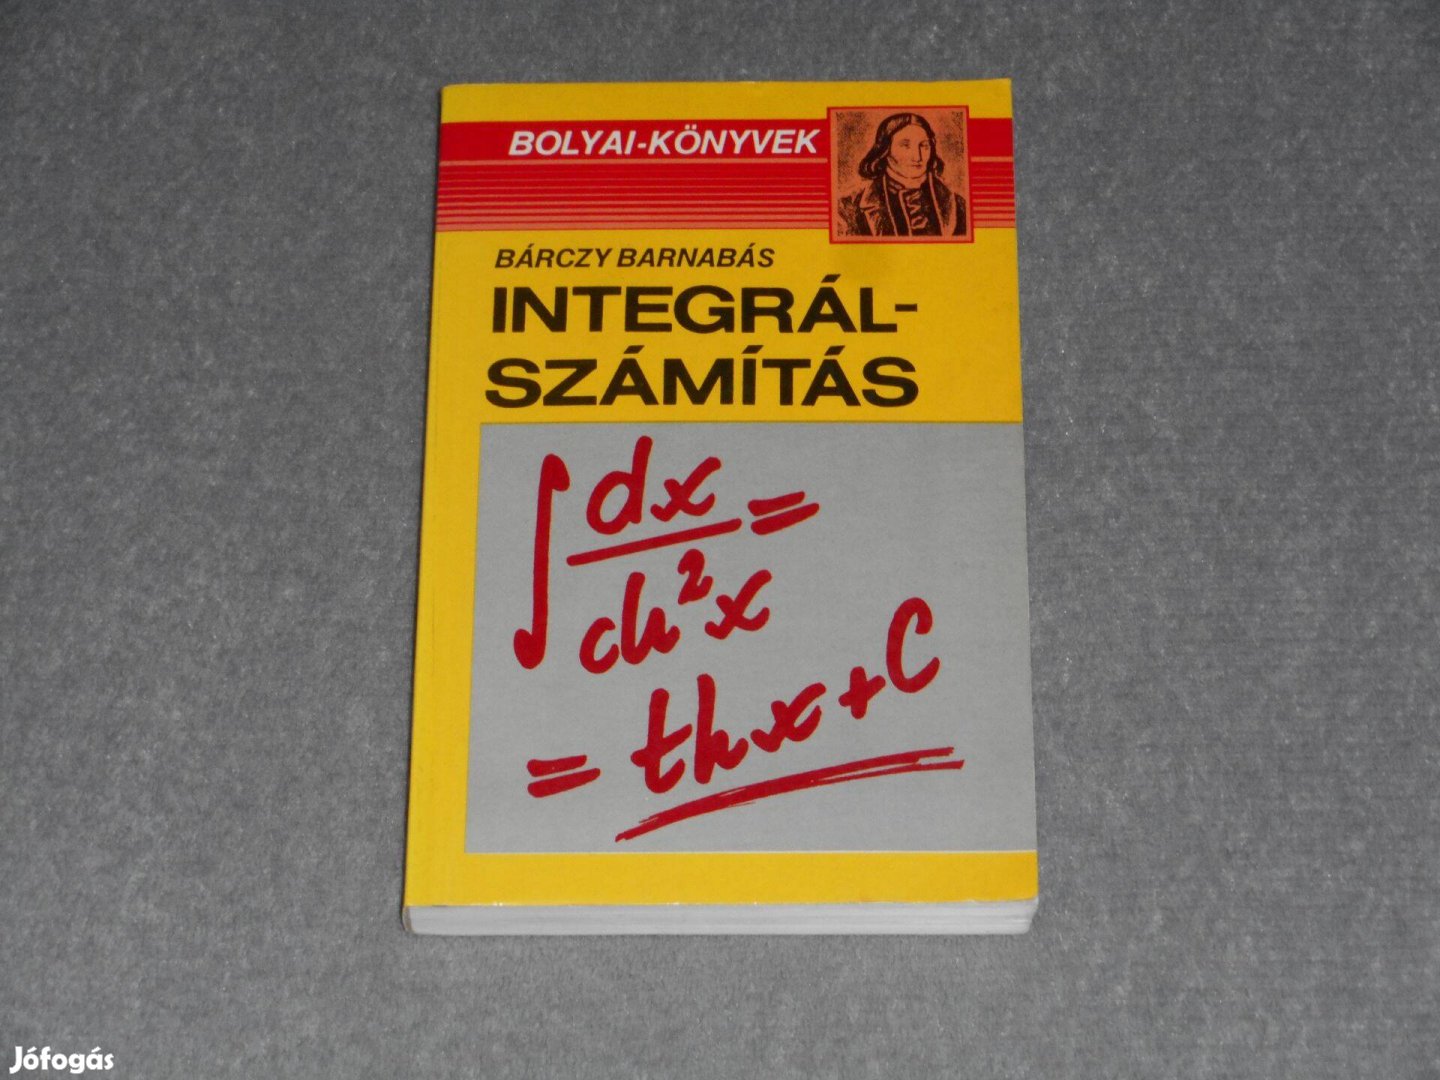 BOLYAI-KÖNYVEK
BÁRCZY BARNABÁS
INTEGRÁL-
SZÁMÍTÁS
∫ dx/ch²x =
= thx + C
Jófogás